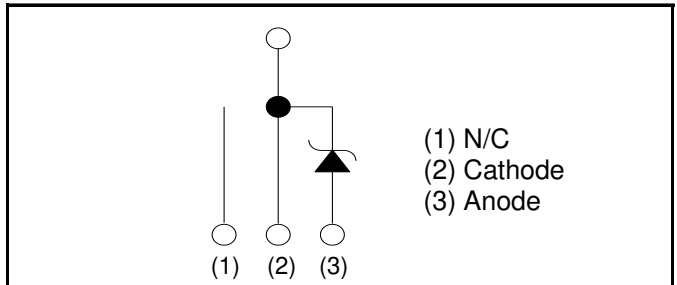 (1) N/C
(2) Cathode
(3) Anode
(1) (2) (3)